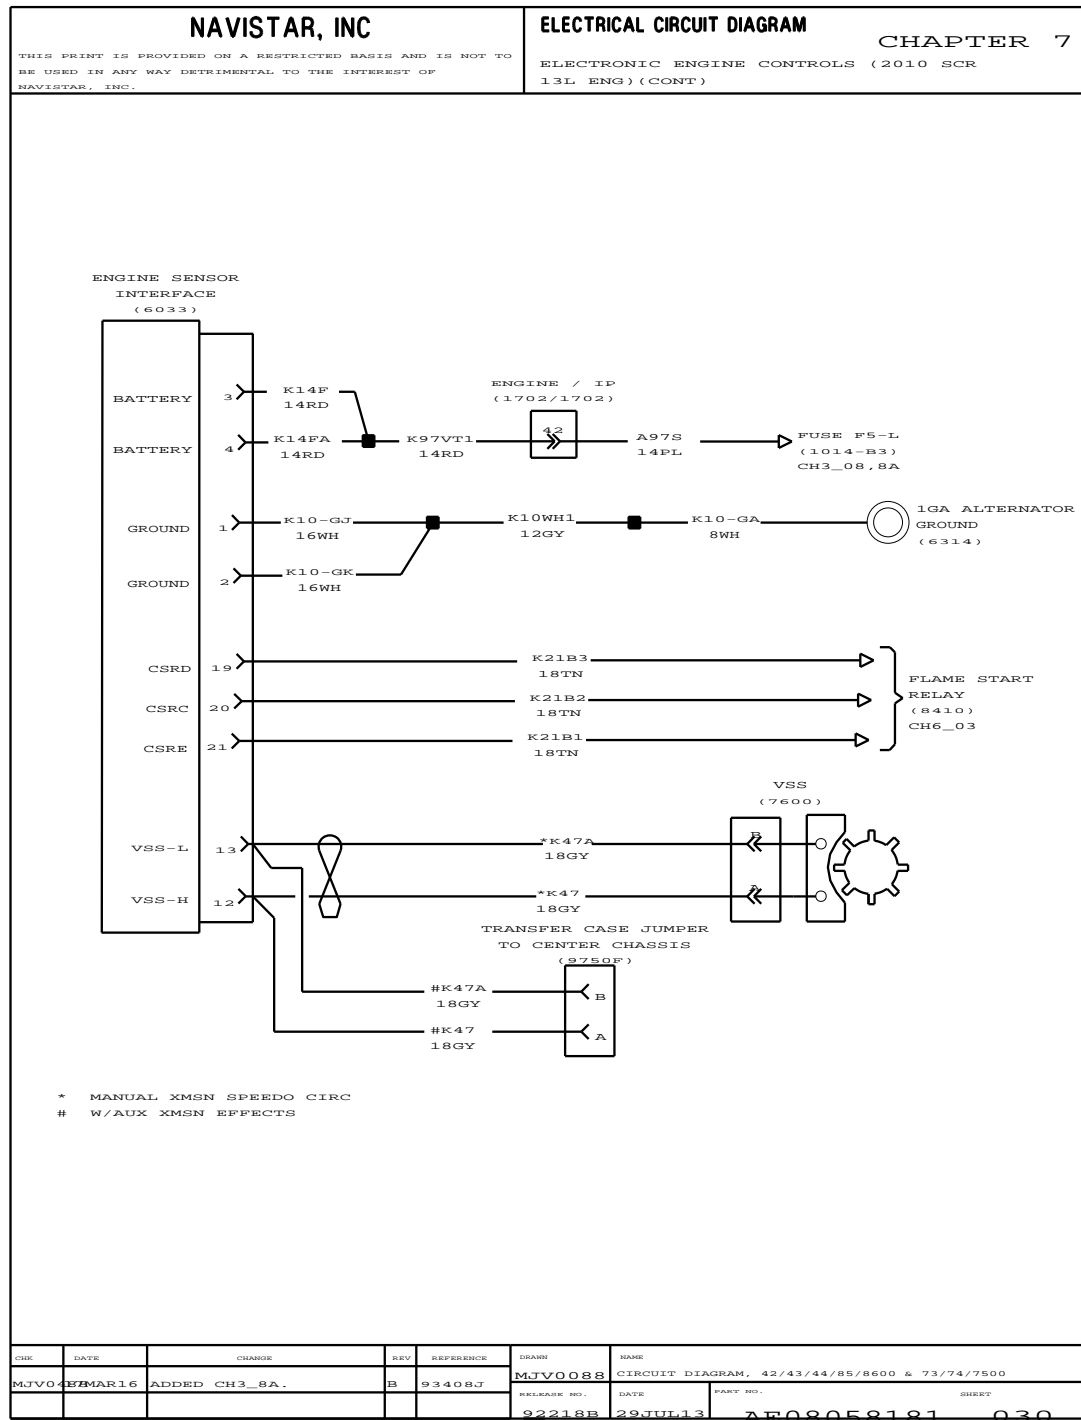 NAVISTAR, INC
THIS PRINT IS PROVIDED ON A RESTRICTED BASIS AND IS NOT TO
BE USED IN ANY WAY DETRIMENTAL TO THE INTEREST OF
NAVISTAR, INC.
ELECTRICAL CIRCUIT DIAGRAM
CHAPTER 7
ELECTRONIC ENGINE CONTROLS (2010 SCR
13L ENG)(CONT)
ENGINE SENSOR
INTERFACE
(6033)
BATTERY 3 K14F
14RD
BATTERY 4 K14FA
14RD
K97VT1
14RD
ENGINE / IP
(1702/1702)
42
A97S
14PL
FUSE F5-L
(1014-B3)
CH3_08,8A
GROUND 1 K10-GJ
16WH
K10WH1
12GY
K10-GA
8WH
1GA ALTERNATOR
GROUND
(6314)
GROUND 2 K10-GK
16WH
CSRD 19 K21B3
18TN
CSRC 20 K21B2
18TN
CSRE 21 K21B1
18TN
FLAME START
RELAY
(8410)
CH6_03
VSS
(7600)
VSS-L 13 *K47A B
18GY
VSS-H 12 *K47 A
18GY
TRANSFER CASE JUMPER
TO CENTER CHASSIS
(9750F)
#K47A B
18GY
#K47 A
18GY
* MANUAL XMSN SPEEDO CIRC
# W/AUX XMSN EFFECTS
CHK DATE CHANGE REV REFERENCE
MAR16 ADDED CH3_8A. B 93408J
DRAWN
MJV0088
NAME
CIRCUIT DIAGRAM, 42/43/44/85/8600 & 73/74/7500
RELEASE NO.
92218B
DATE
29JUL13
PART NO. SHEET
AE08058181 030